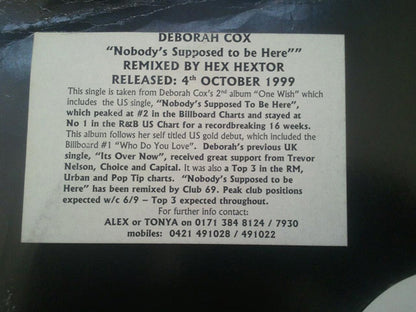 DEBORAH COX
"Nobody's Supposed to be Here""
REMIXED BY HEX HEXTOR
RELEASED: 4th OCTOBER 1999
This single is taken from Deborah Cox's 2nd album "One Wish" which
includes the US single, "Nobody's Supposed To Be Here",
which peaked at #2 in the Billboard Charts and stayed at
No 1 in the R&B US Chart for a recordbreaking 16 weeks.
This album follows her self titled US gold debut, which included the
Billboard #1 "Who Do You Love". Deborah's previous UK
single, "Its Over Now", received great support from Trevor
Nelson, Choice and Capital. It was also a Top 3 in the RM,
Urban and Pop Tip charts. "Nobody's Supposed to be
Here" has been remixed by Club 69. Peak club positions
expected w/c 6/9 – Top 3 expected throughout.
For further info contact:
ALEX or TONYA on 0171 384 8124 / 7930
mobiles: 0421 491028 / 491022